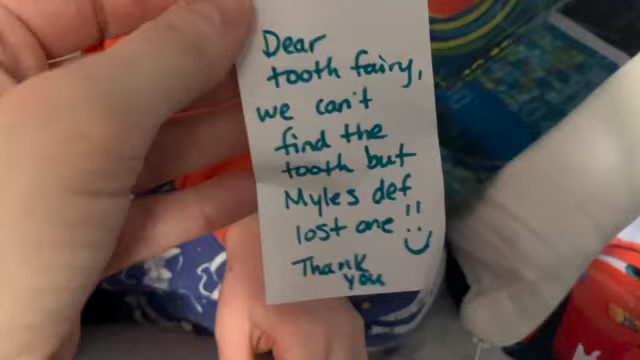 Dear
tooth fairy,
we can't
find the
tooth but
Myles def
lost one!!
Thank
you